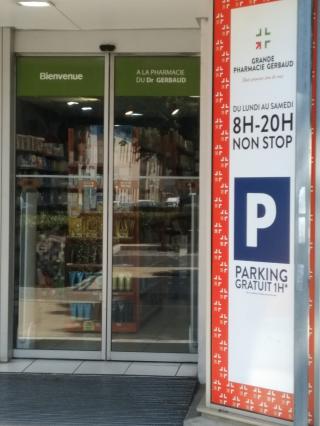 Bienvenue
A LA PHARMACIE
DU Dr GERBAUD
GRANDE
PHARMACIE GERBAUD
DU LUNDI AU SAMEDI
8H-20H
NON STOP
P
PARKING
GRATUIT 1H*